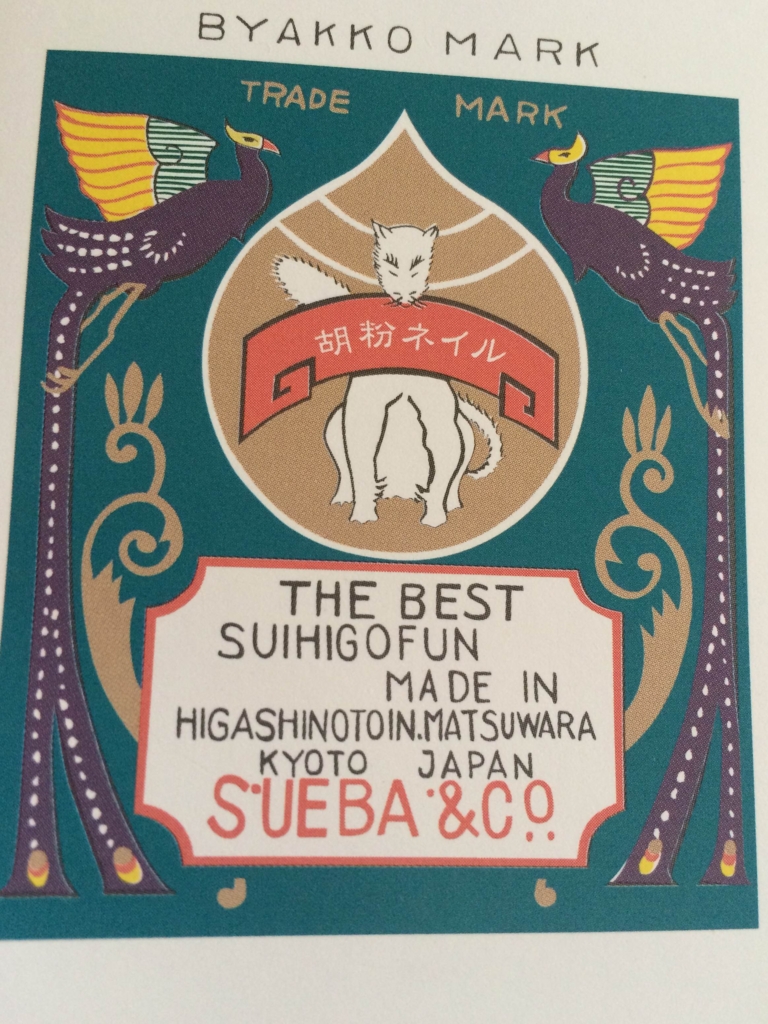 BYAKKO MARK
TRADE MARK
胡粉ネイル
THE BEST
SUIHIGOFUN
MADE IN
HIGASHINOTOIN.MATSUWARA
KYOTO JAPAN
S.UEBA.&CO.